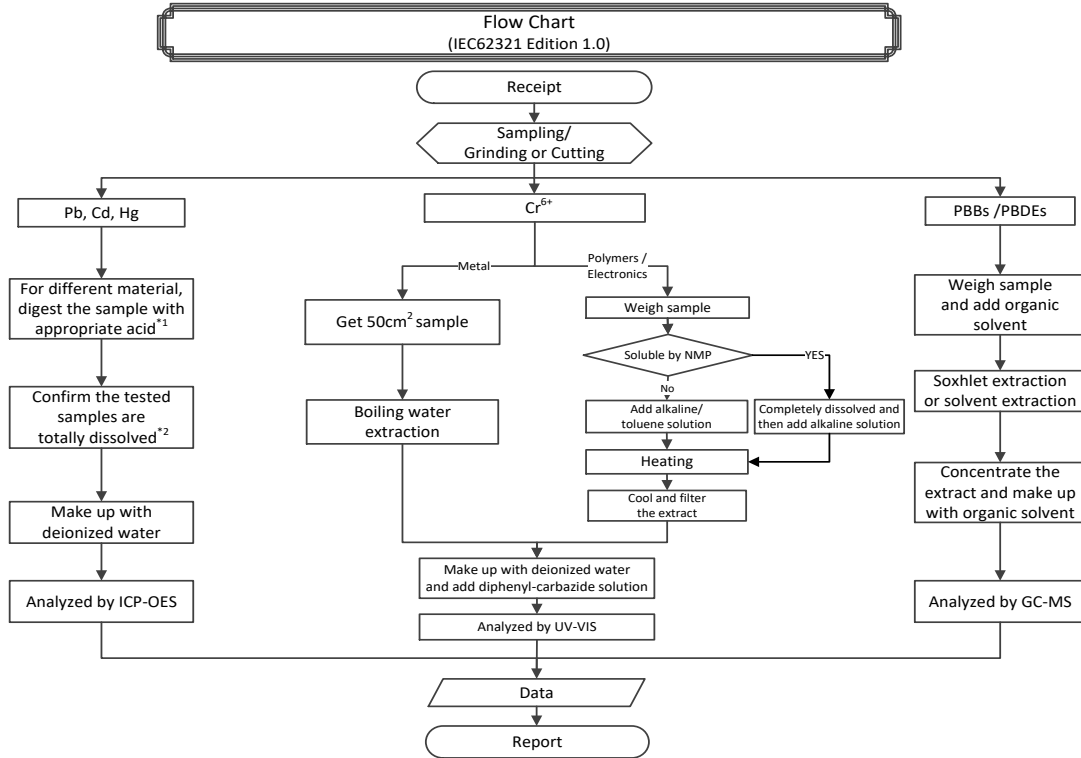 Flow Chart
(IEC62321 Edition 1.0)
Receipt
Sampling/
Grinding or Cutting
Pb, Cd, Hg
For different material,
digest the sample with
appropriate acid*1
Confirm the tested
samples are
totally dissolved*2
Make up with
deionized water
Analyzed by ICP-OES
Cr6+
Metal
Get 50cm2 sample
Boiling water
extraction
Polymers /
Electronics
Weigh sample
Soluble by NMP
YES
No
Add alkaline/
toluene solution
Completely dissolved and
then add alkaline solution
Heating
Cool and filter
the extract
Make up with deionized water
and add diphenyl-carbazide solution
Analyzed by UV-VIS
PBBs /PBDEs
Weigh sample
and add organic
solvent
Soxhlet extraction
or solvent extraction
Concentrate the
extract and make up
with organic solvent
Analyzed by GC-MS
Data
Report